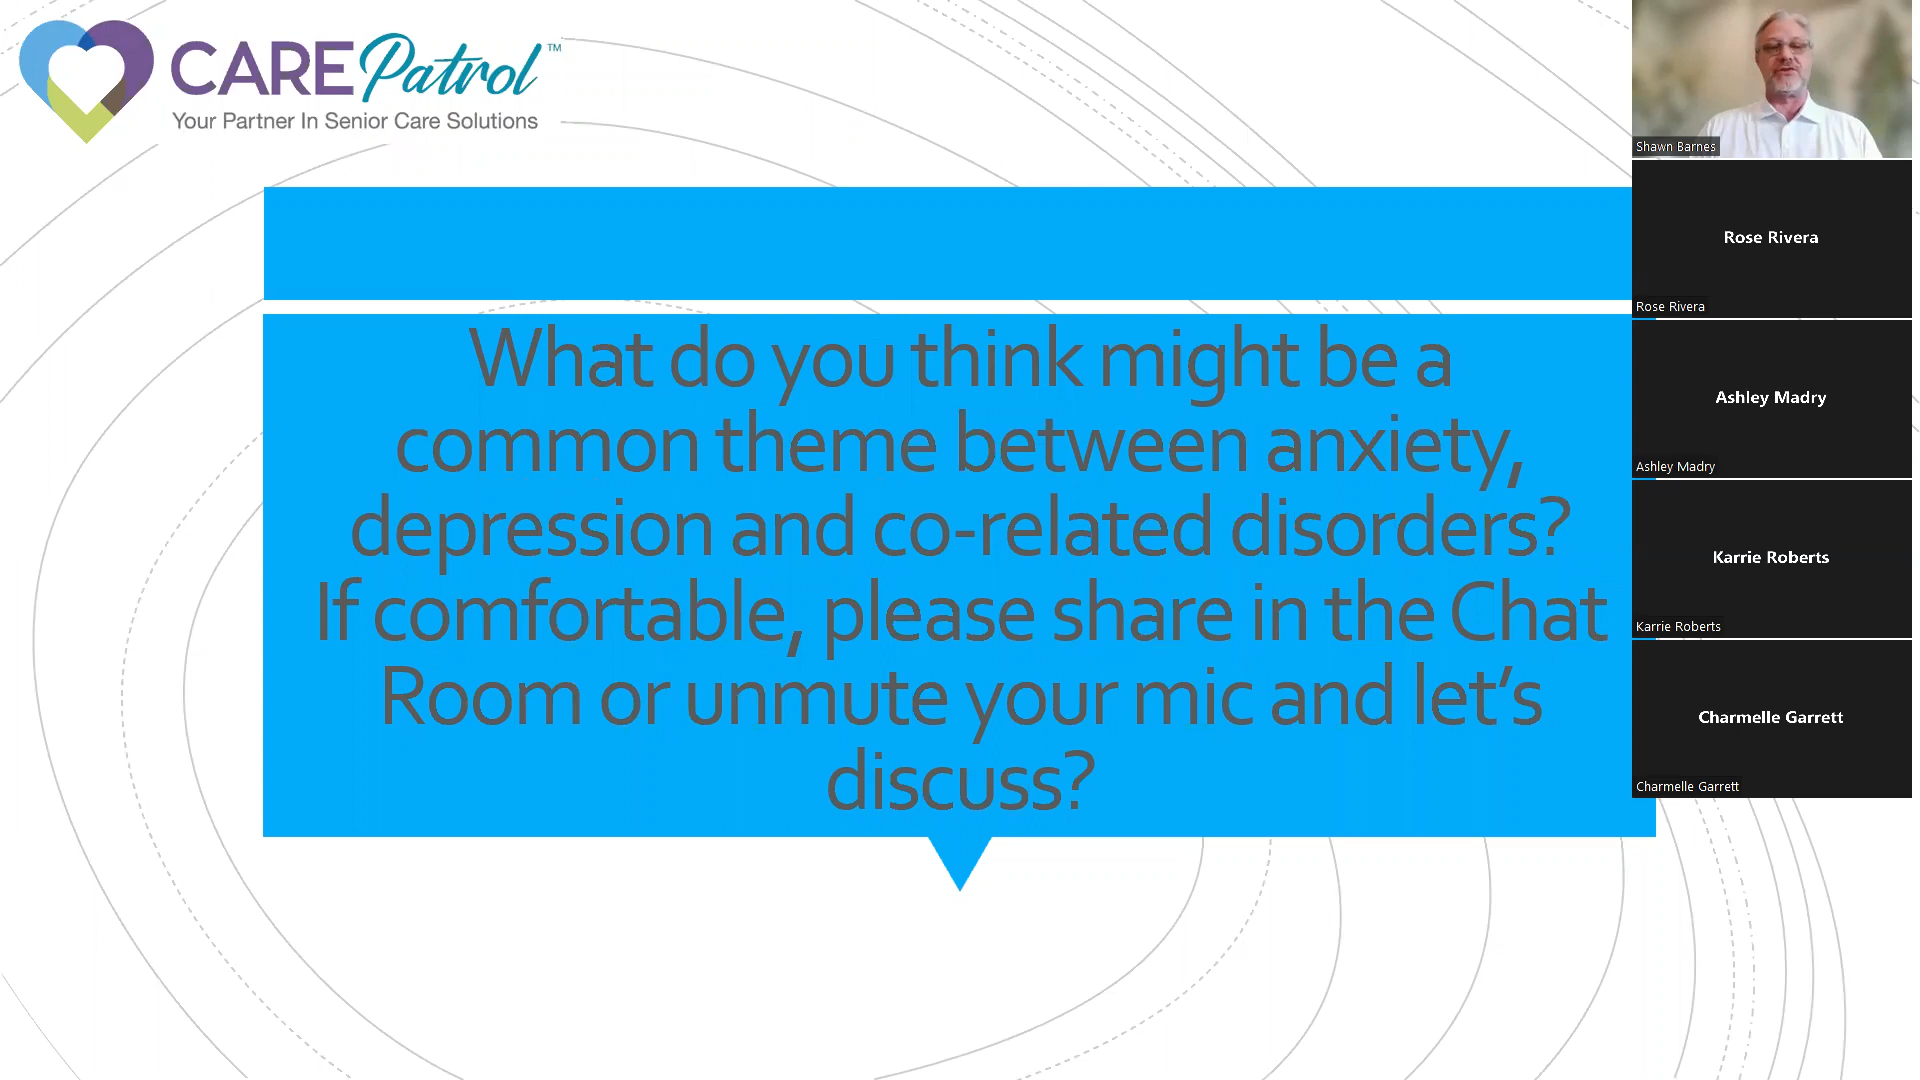 CAREPatrol™
Your Partner In Senior Care Solutions
What do you think might be a
common theme between anxiety,
depression and co-related disorders?
If comfortable, please share in the Chat
Room or unmute your mic and let’s
discuss?
Shawn Barnes
Rose Rivera
Rose Rivera
Ashley Madry
Ashley Madry
Karrie Roberts
Karrie Roberts
Charmelle Garrett
Charmelle Garrett